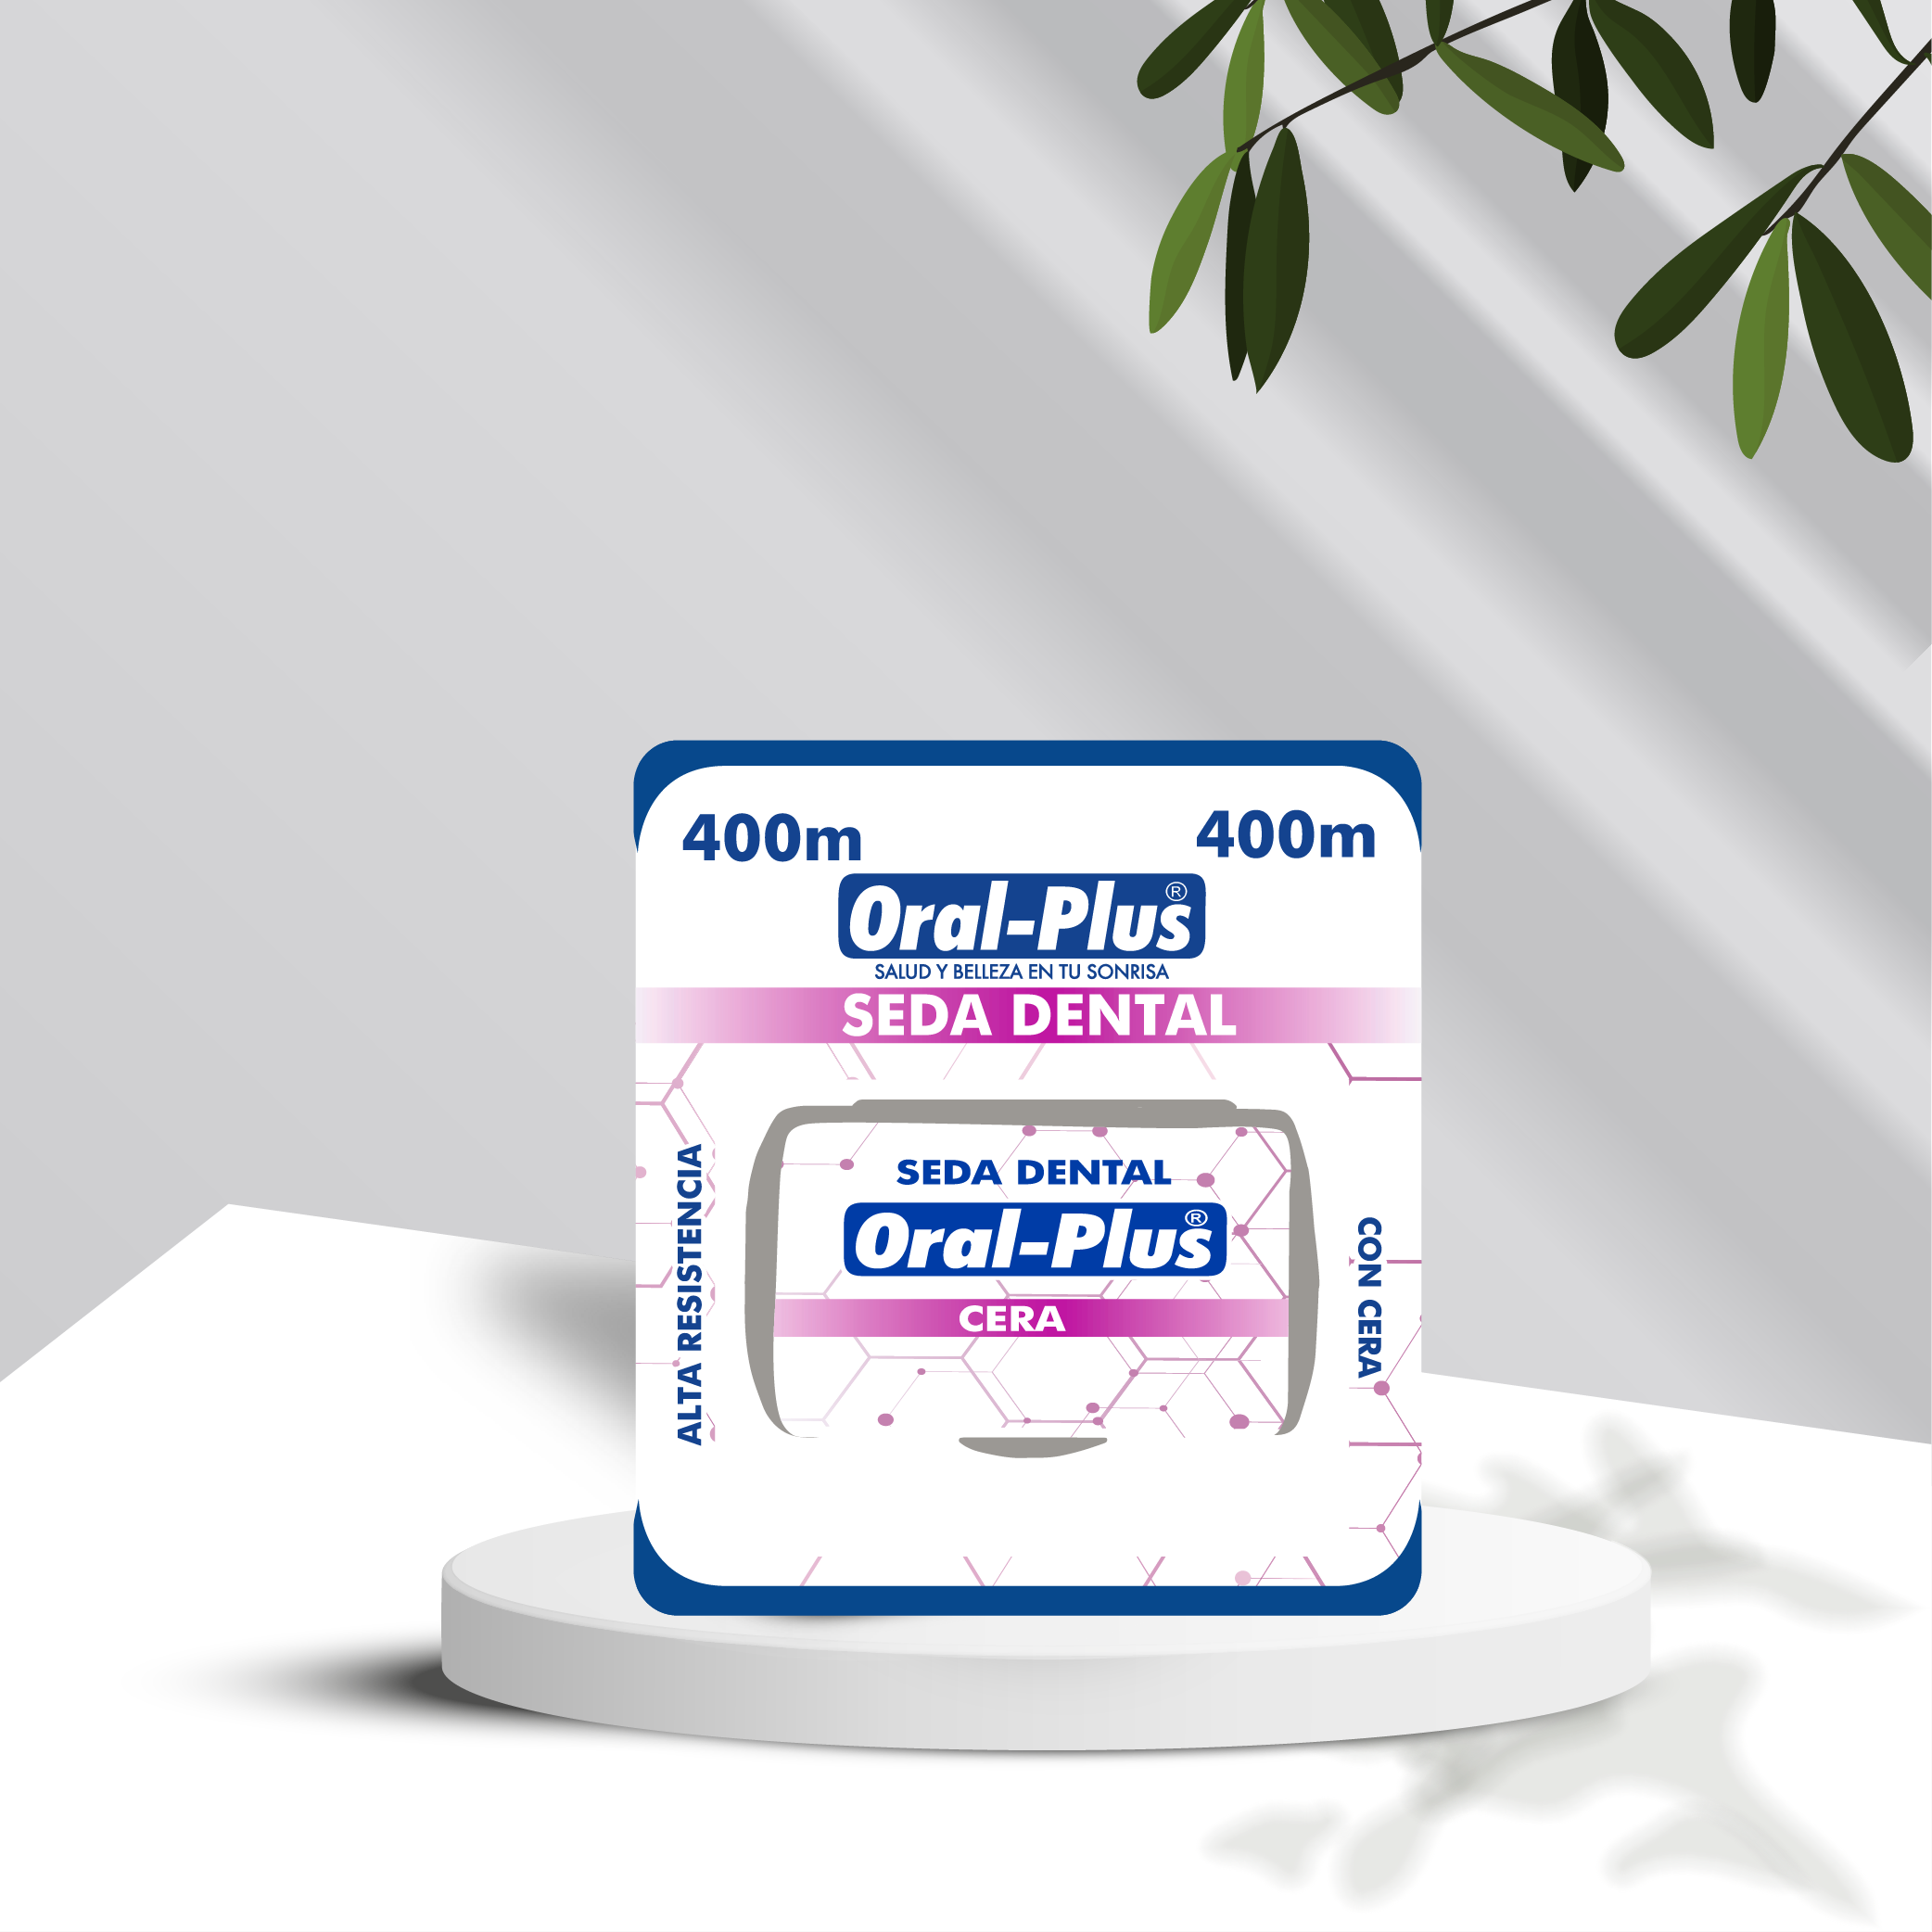 400m 400m
Oral-Plus®
SALUD Y BELLEZA EN TU SONRISA
SEDA DENTAL
ALTA RESISTENCIA
SEDA DENTAL
Oral-Plus®
CERA
CON CERA